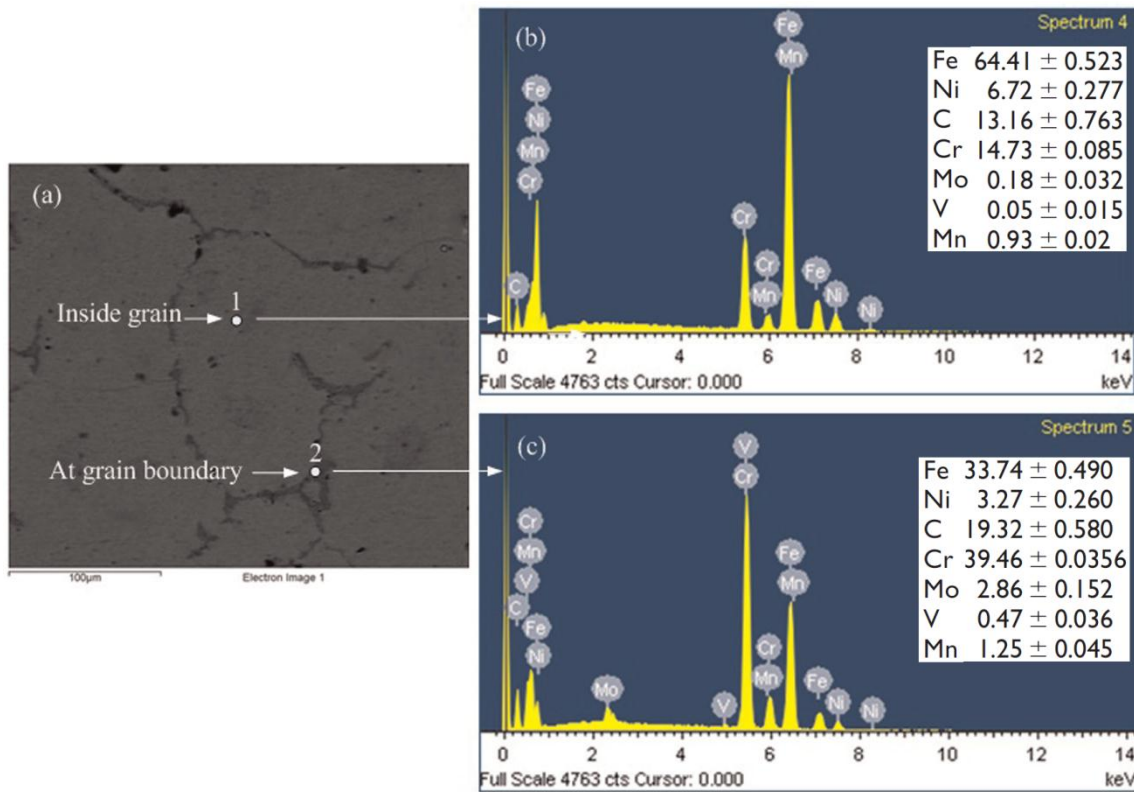 (a)
Inside grain
1
At grain boundary
2
100μm
Electron Image 1
(b)
Spectrum 4
Fe 64.41 ± 0.523
Ni 6.72 ± 0.277
C 13.16 ± 0.763
Cr 14.73 ± 0.085
Mo 0.18 ± 0.032
V 0.05 ± 0.015
Mn 0.93 ± 0.02
Fe
Ni
Mn
Cr
C
Cr
Cr
Mn
Fe
Mn
Fe
Ni
Ni
0 2 4 6 8 10 12 14
Full Scale 4763 cts Cursor: 0.000
keV
(c)
Spectrum 5
Fe 33.74 ± 0.490
Ni 3.27 ± 0.260
C 19.32 ± 0.580
Cr 39.46 ± 0.0356
Mo 2.86 ± 0.152
V 0.47 ± 0.036
Mn 1.25 ± 0.045
Cr
Mn
V
C
Fe
Ni
Mo
V
V
Cr
Cr
Mn
Fe
Mn
Fe
Ni
Ni
0 2 4 6 8 10 12 14
Full Scale 4763 cts Cursor: 0.000
keV